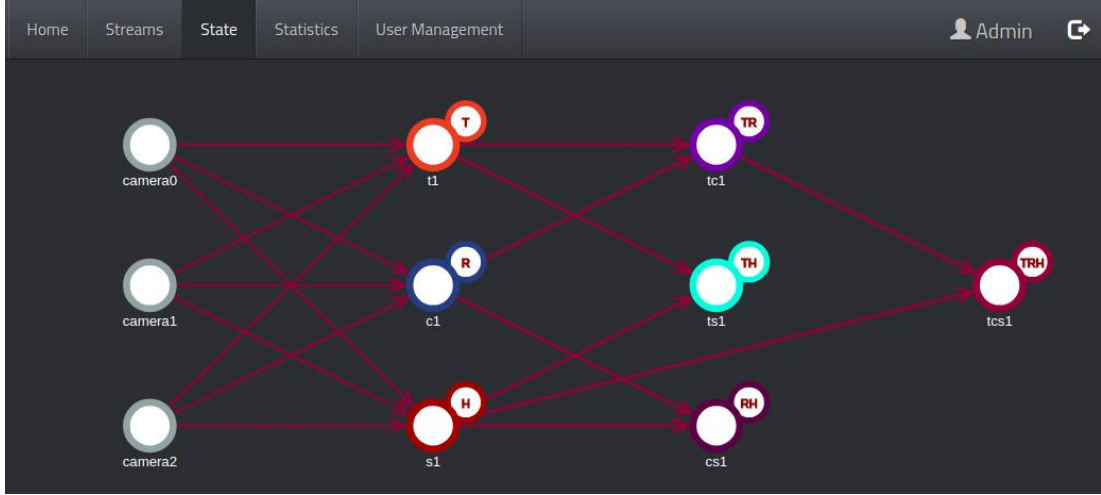 Home Streams State Statistics User Management Admin
T TR
camera0 t1 tc1
R TH TRH
camera1 c1 ts1 tcs1
H RH
camera2 s1 cs1